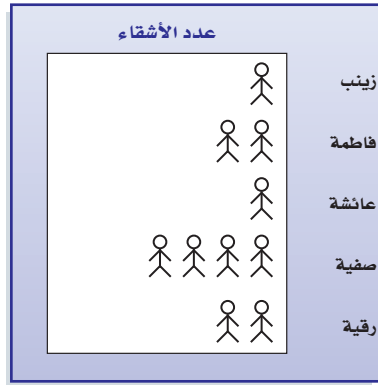 عدد الأشقاء
زينب
فاطمة
عائشة
صفية
رقية